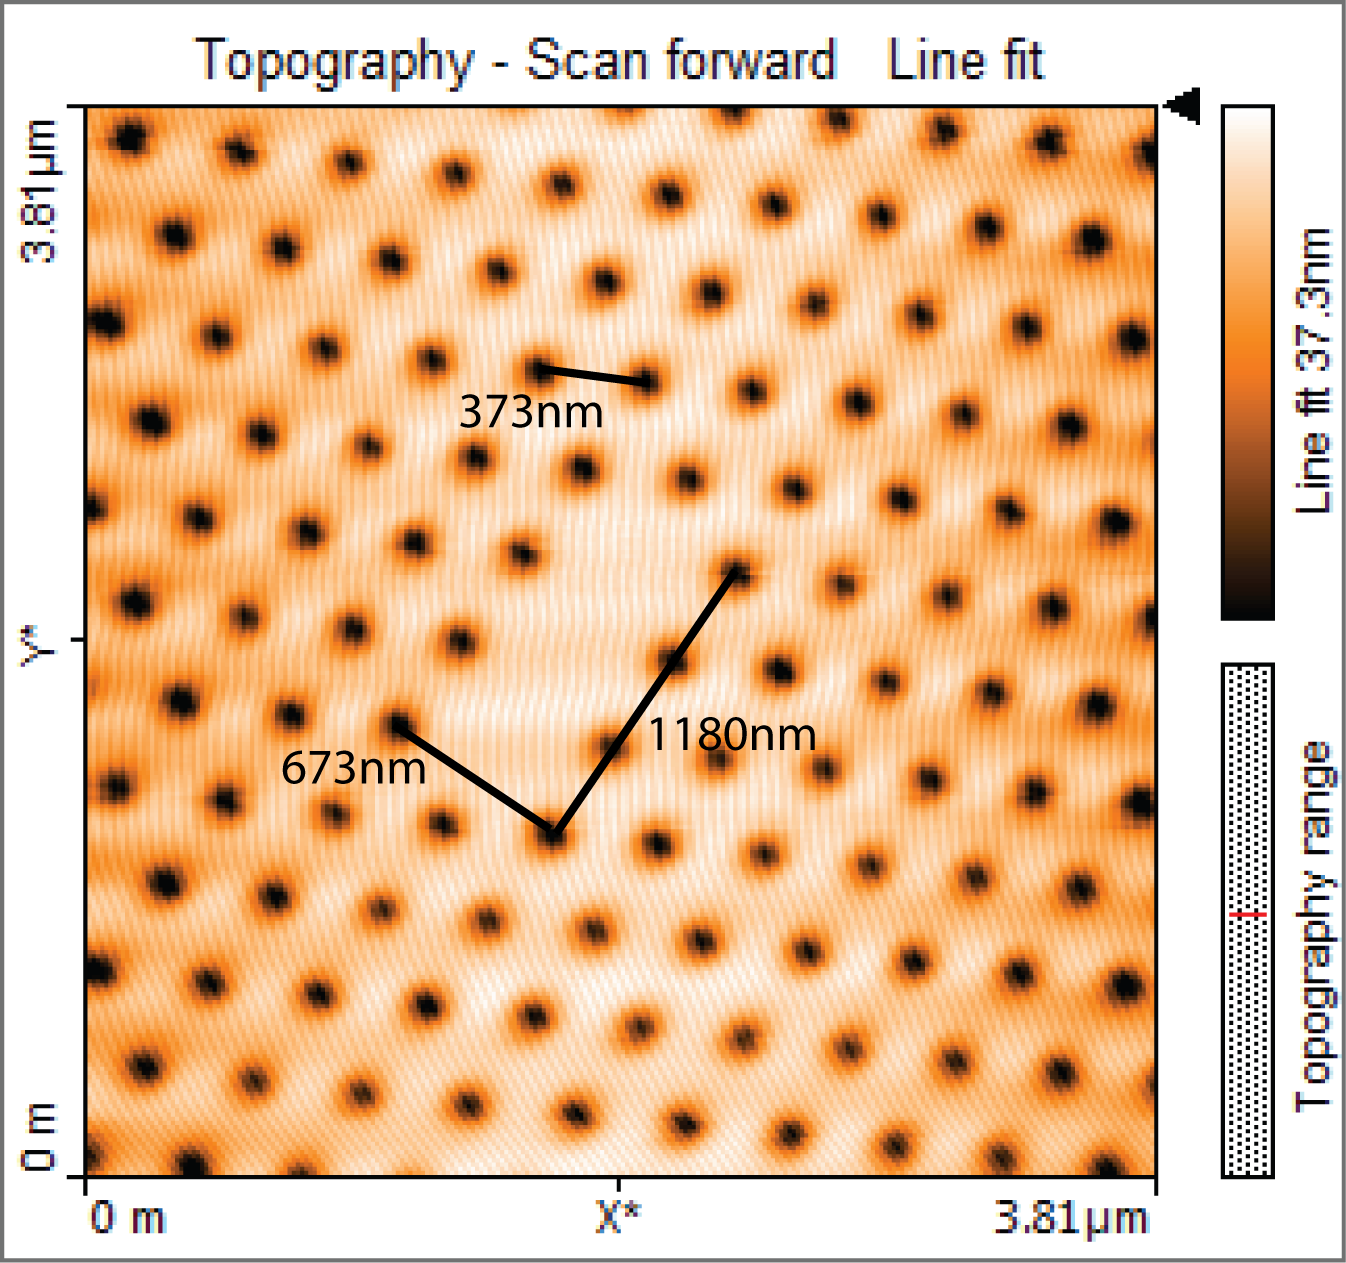 Topography - Scan forward Line fit
3.81µm
Y*
0 m
373nm
673nm
1180nm
0 m
X*
3.81µm
Line fit 37.3nm
Topography range